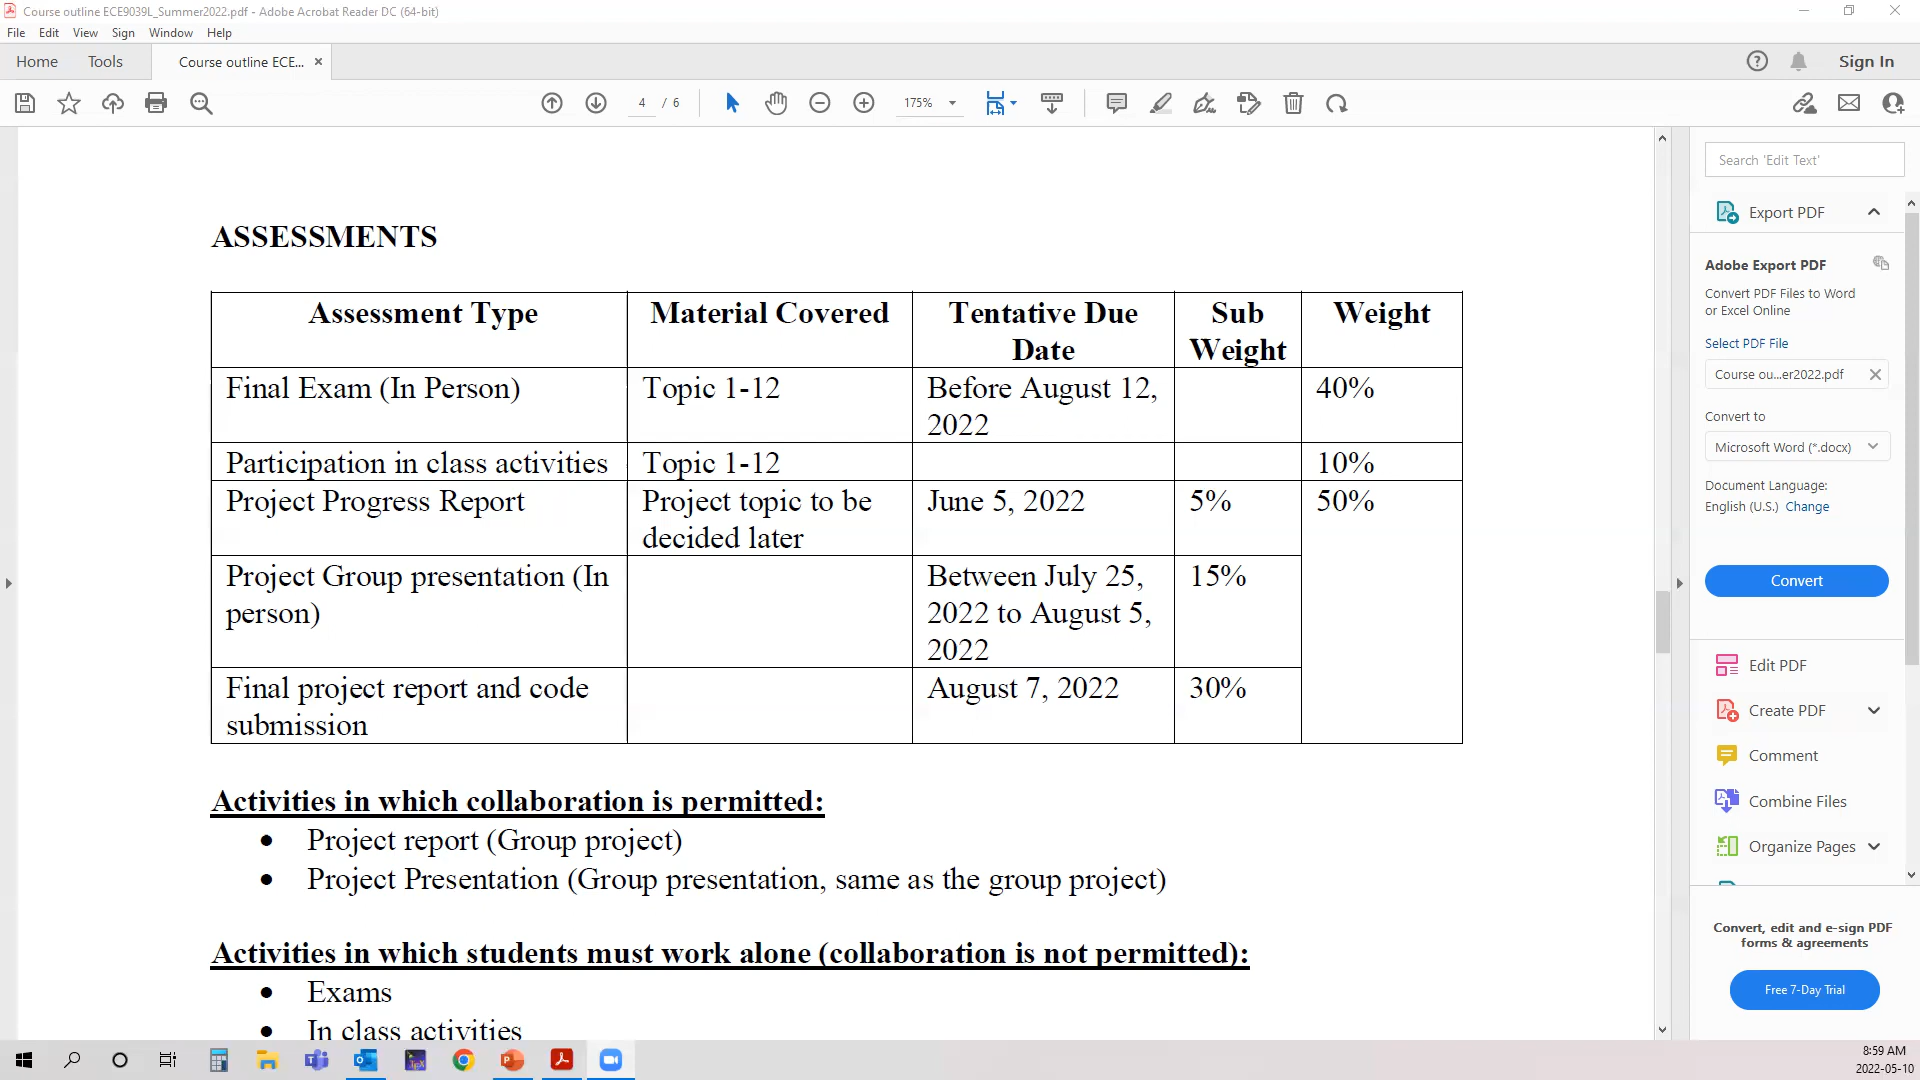 Course outline ECE9039L_Summer2022.pdf - Adobe Acrobat Reader DC (64-bit)
File Edit View Sign Window Help
Home Tools Course outline ECE... × Sign In
4 / 6 175%
ASSESSMENTS
Assessment Type Material Covered Tentative Due Date Sub Weight Weight
Final Exam (In Person) Topic 1-12 Before August 12, 2022 40%
Participation in class activities Topic 1-12 10%
Project Progress Report Project topic to be decided later June 5, 2022 5% 50%
Project Group presentation (In person) Between July 25, 2022 to August 5, 2022 15%
Final project report and code submission August 7, 2022 30%
Activities in which collaboration is permitted:
• Project report (Group project)
• Project Presentation (Group presentation, same as the group project)
Activities in which students must work alone (collaboration is not permitted):
• Exams
• In class activities
Search 'Edit Text'
Export PDF
Adobe Export PDF
Convert PDF Files to Word
or Excel Online
Select PDF File
Course ou...er2022.pdf
Convert to
Microsoft Word (*.docx)
Document Language:
English (U.S.) Change
Convert
Edit PDF
Create PDF
Comment
Combine Files
Organize Pages
Convert, edit and e-sign PDF
forms & agreements
Free 7-Day Trial
8:59 AM
2022-05-10